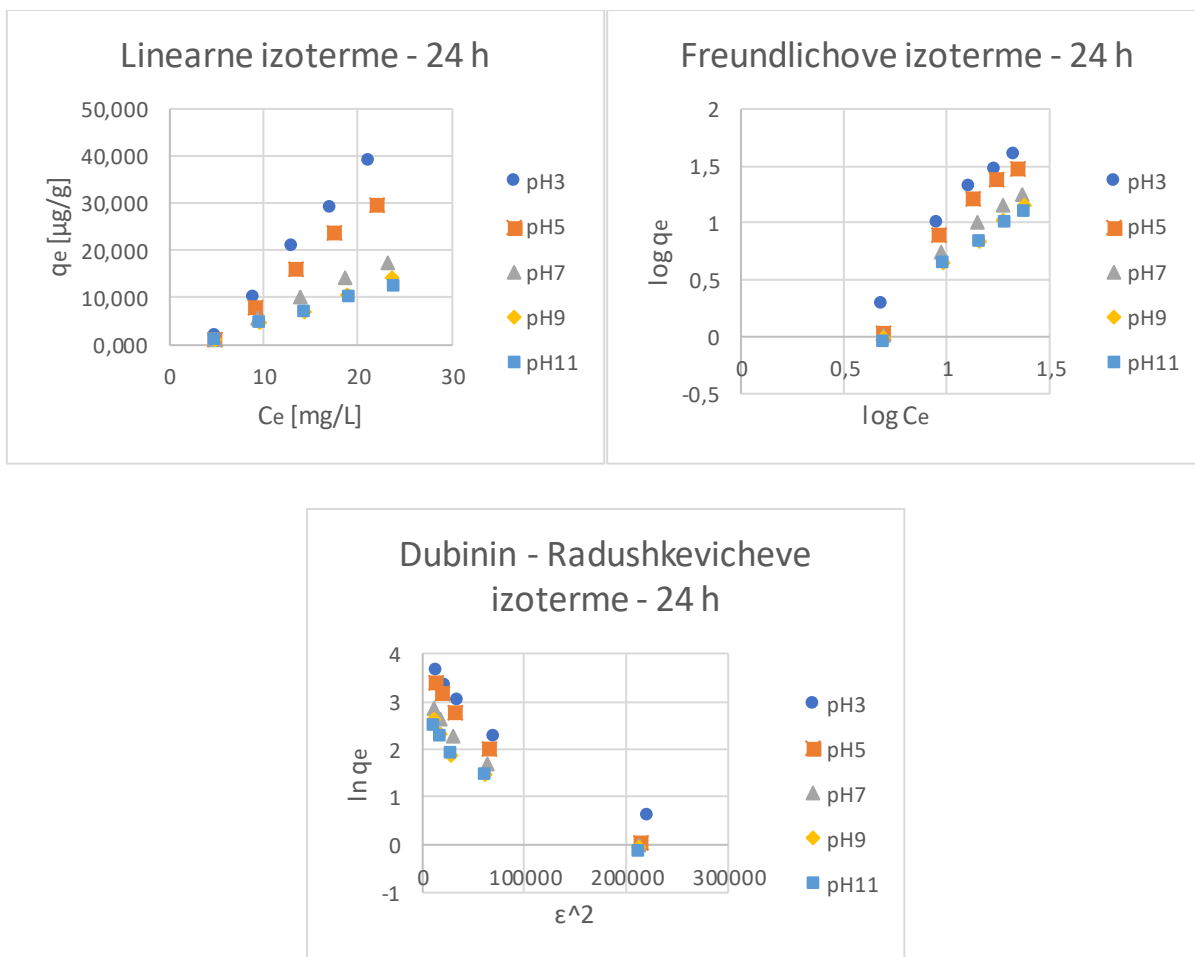 Linearne izoterme - 24 h
50,000
40,000
30,000
20,000
10,000
0,000
qe [µg/g]
0 10 20 30
Ce [mg/L]
pH3
pH5
pH7
pH9
pH11
Freundlichove izoterme - 24 h
2
1,5
1
0,5
0
-0,5
log qe
0 0,5 1 1,5
log Ce
pH3
pH5
pH7
pH9
pH11
Dubinin - Radushkevicheve
izoterme - 24 h
4
3
2
1
0
-1
ln qe
0 100000 200000 300000
ε^2
pH3
pH5
pH7
pH9
pH11